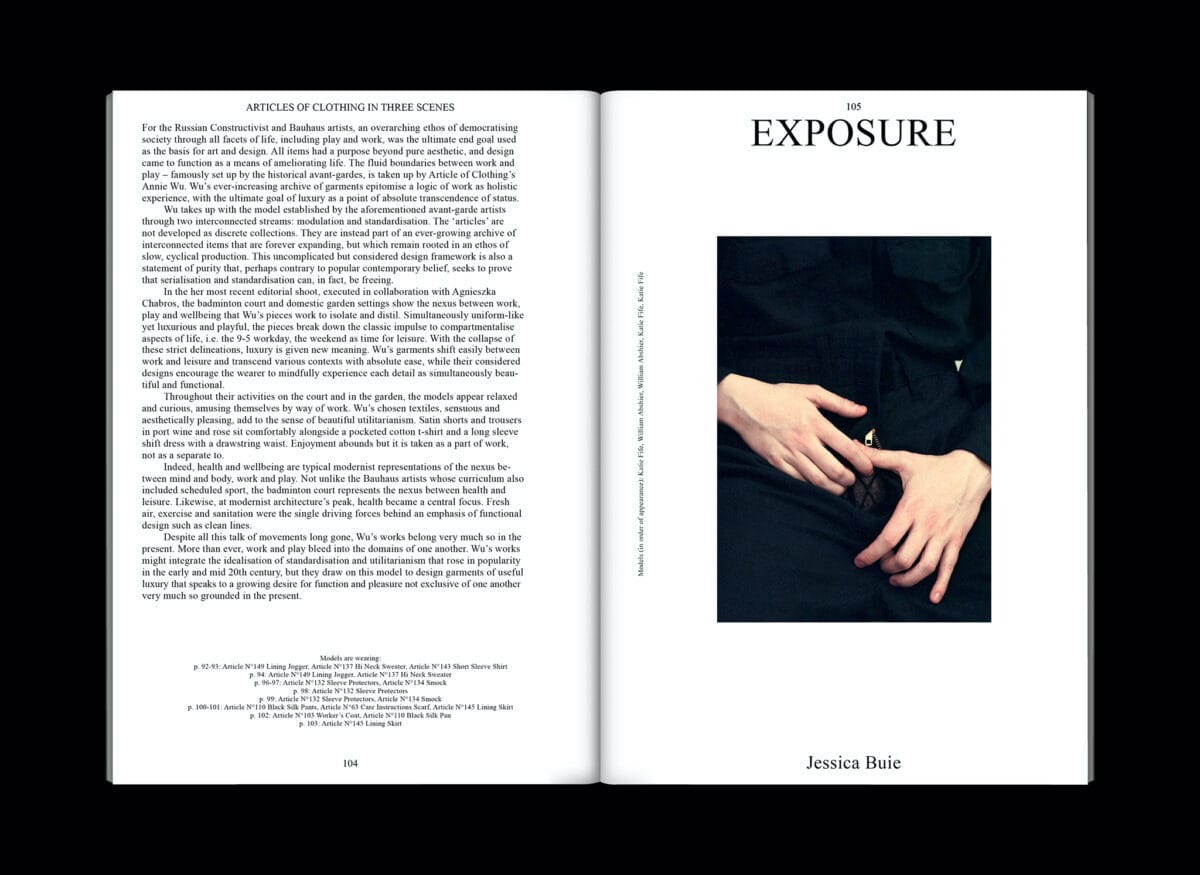 ARTICLES OF CLOTHING IN THREE SCENES
For the Russian Constructivist and Bauhaus artists, an overarching ethos of democratising
society through all facets of life, including play and work, was the ultimate end goal used
as the basis for art and design. All items had a purpose beyond pure aesthetic, and design
came to function as a means of ameliorating life. The fluid boundaries between work and
play – famously set up by the historical avant-gardes, is taken up by Article of Clothing's
Annie Wu. Wu's ever-increasing archive of garments epitomise a logic of work as holistic
experience, with the ultimate goal of luxury as a point of absolute transcendence of status.
Wu takes up with the model established by the aforementioned avant-garde artists
through two interconnected streams: modulation and standardisation. The 'articles' are
not developed as discrete collections. They are instead part of an ever-growing archive of
interconnected items that are forever expanding, but which remain rooted in an ethos of
slow, cyclical production. This uncomplicated but considered design framework is also a
statement of purity that, perhaps contrary to popular contemporary belief, seeks to prove
that serialisation and standardisation can, in fact, be freeing.
In the her most recent editorial shoot, executed in collaboration with Agnieszka
Chabros, the badminton court and domestic garden settings show the nexus between work,
play and wellbeing that Wu's pieces work to isolate and distil. Simultaneously uniform-like
yet luxurious and playful, the pieces break down the classic impulse to compartmentalise
aspects of life, i.e. the 9-5 workday, the weekend as time for leisure. With the collapse of
these strict delineations, luxury is given new meaning. Wu's garments shift easily between
work and leisure and transcend various contexts with absolute ease, while their considered
designs encourage the wearer to mindfully experience each detail as simultaneously beau-
tiful and functional.
Throughout their activities on the court and in the garden, the models appear relaxed
and curious, amusing themselves by way of work. Wu's chosen textiles, sensuous and
aesthetically pleasing, add to the sense of beautiful utilitarianism. Satin shorts and trousers
in port wine and rose sit comfortably alongside a pocketed cotton t-shirt and a long sleeve
shift dress with a drawstring waist. Enjoyment abounds but it is taken as a part of work,
not as a separate to.
Indeed, health and wellbeing are typical modernist representations of the nexus be-
tween mind and body, work and play. Not unlike the Bauhaus artists whose curriculum also
included scheduled sport, the badminton court represents the nexus between health and
leisure. Likewise, at modernist architecture's peak, health became a central focus. Fresh
air, exercise and sanitation were the single driving forces behind an emphasis of functional
design such as clean lines.
Despite all this talk of movements long gone, Wu's works belong very much so in the
present. More than ever, work and play bleed into the domains of one another. Wu's works
might integrate the idealisation of standardisation and utilitarianism that rose in popularity
in the early and mid 20th century, but they draw on this model to design garments of useful
luxury that speaks to a growing desire for function and pleasure not exclusive of one another
very much so grounded in the present.
Models are wearing:
p. 92-93: Article N°149 Lining Jogger, Article N°137 Hi Neck Sweater, Article N°143 Short Sleeve Shirt
p. 94: Article N°149 Lining Jogger, Article N°137 Hi Neck Sweater
p. 96-97: Article N°132 Sleeve Protectors, Article N°134 Smock
p. 98: Article N°132 Sleeve Protectors
p. 99: Article N°132 Sleeve Protectors, Article N°134 Smock
p. 100-101: Article N°110 Black Silk Pants, Article N°63 Care Instructions Scarf, Article N°145 Lining Skirt
p. 102: Article N°103 Worker's Coat, Article N°110 Black Silk Pan
p. 103: Article N°145 Lining Skirt
104
105
EXPOSURE
Models (in order of appearance): Katie Fife, William Abshier, William Abshier, Katie Fife, Katie Fife
Jessica Buie